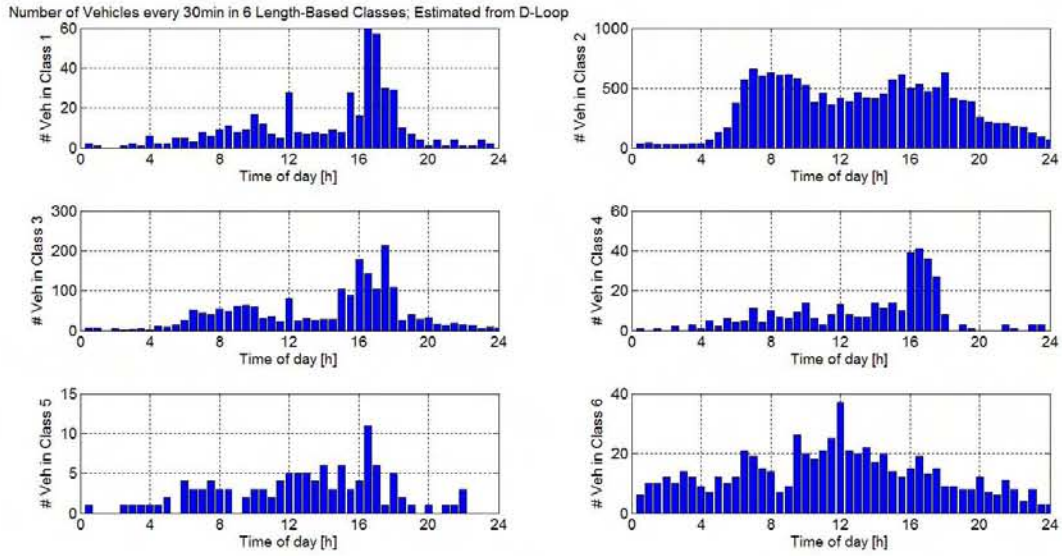 Number of Vehicles every 30min in 6 Length-Based Classes; Estimated from D-Loop
# Veh in Class 1
60
40
20
0
0 4 8 12 16 20 24
Time of day [h]
# Veh in Class 2
1000
500
0
0 4 8 12 16 20 24
Time of day [h]
# Veh in Class 3
300
200
100
0
0 4 8 12 16 20 24
Time of day [h]
# Veh in Class 4
60
40
20
0
0 4 8 12 16 20 24
Time of day [h]
# Veh in Class 5
15
10
5
0
0 4 8 12 16 20 24
Time of day [h]
# Veh in Class 6
40
20
0
0 4 8 12 16 20 24
Time of day [h]